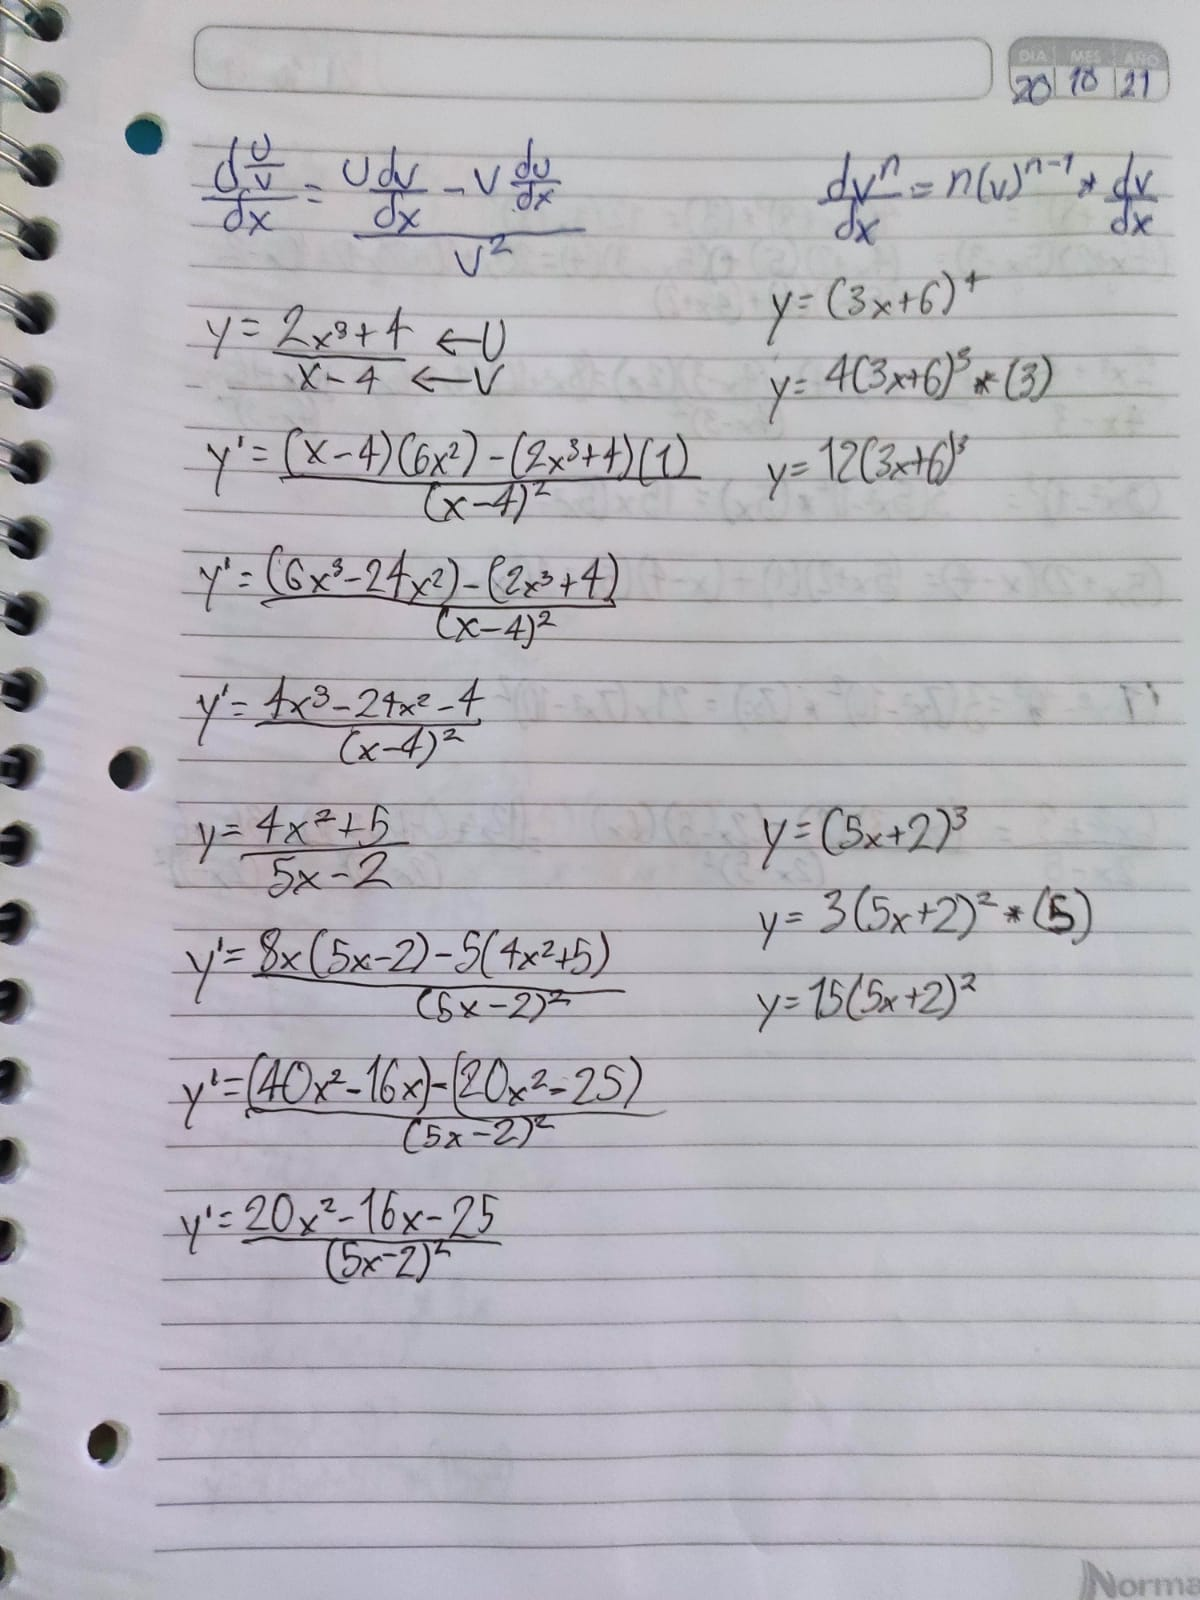 DIA MES AÑO
20 10 21
d U/V / dx = (U dv/dx - V du/dx) / V²
dvⁿ/dx = n(v)ⁿ⁻¹ * dv/dx
y = (2x³+4)/(x-4) ←U ←V
y' = ((x-4)(6x²)-(2x³+4)(1))/(x-4)²
y' = ((6x³-24x²)-(2x³+4))/(x-4)²
y' = (4x³-24x²-4)/(x-4)²
y = (4x²+5)/(5x-2)
y' = (8x(5x-2)-5(4x²+5))/(5x-2)²
y' = ((40x²-16x)-(20x²-25))/(5x-2)²
y' = (20x²-16x-25)/(5x-2)²
y = (3x+6)⁴
y = 4(3x+6)³ * (3)
y = 12(3x+6)³
y = (5x+2)³
y = 3(5x+2)² * (5)
y = 15(5x+2)²
Norma